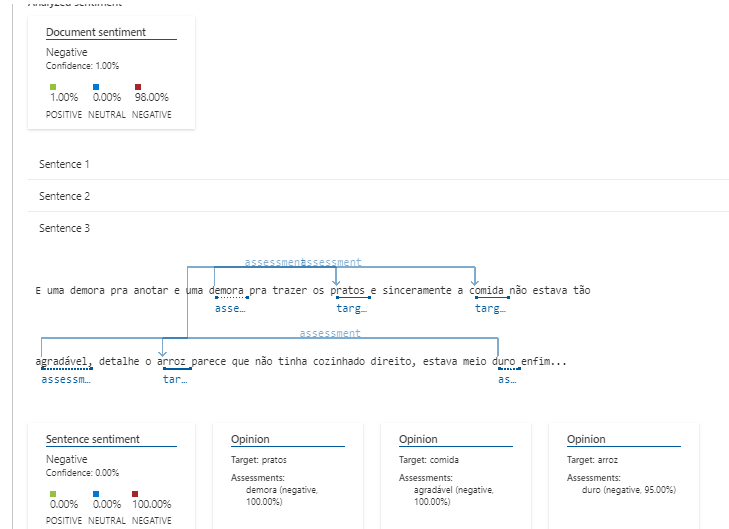 Analyzed sentiment
Document sentiment
Negative
Confidence: 1.00%
1.00% 0.00% 98.00%
POSITIVE NEUTRAL NEGATIVE
Sentence 1
Sentence 2
Sentence 3
assessment assessment
E uma demora pra anotar e uma demora pra trazer os pratos e sinceramente a comida não estava tão
asse… targ… targ…
assessment
agradável, detalhe o arroz parece que não tinha cozinhado direito, estava meio duro enfim...
assessm… tar… as…
Sentence sentiment
Negative
Confidence: 0.00%
0.00% 0.00% 100.00%
POSITIVE NEUTRAL NEGATIVE
Opinion
Target: pratos
Assessments:
demora (negative,
100.00%)
Opinion
Target: comida
Assessments:
agradável (negative,
100.00%)
Opinion
Target: arroz
Assessments:
duro (negative, 95.00%)